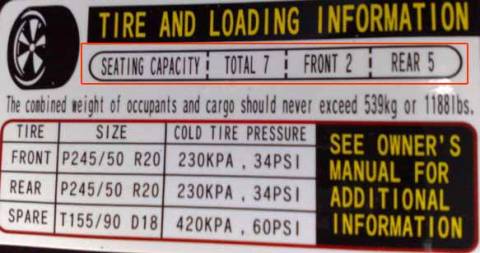 TIRE AND LOADING INFORMATION
SEATING CAPACITY TOTAL 7 FRONT 2 REAR 5
The combined weight of occupants and cargo should never exceed 539kg or 1188lbs.
TIRE SIZE COLD TIRE PRESSURE
FRONT P245/50 R20 230KPA , 34PSI
REAR P245/50 R20 230KPA , 34PSI
SPARE T155/90 D18 420KPA , 60PSI
SEE OWNER'S
MANUAL FOR
ADDITIONAL
INFORMATION